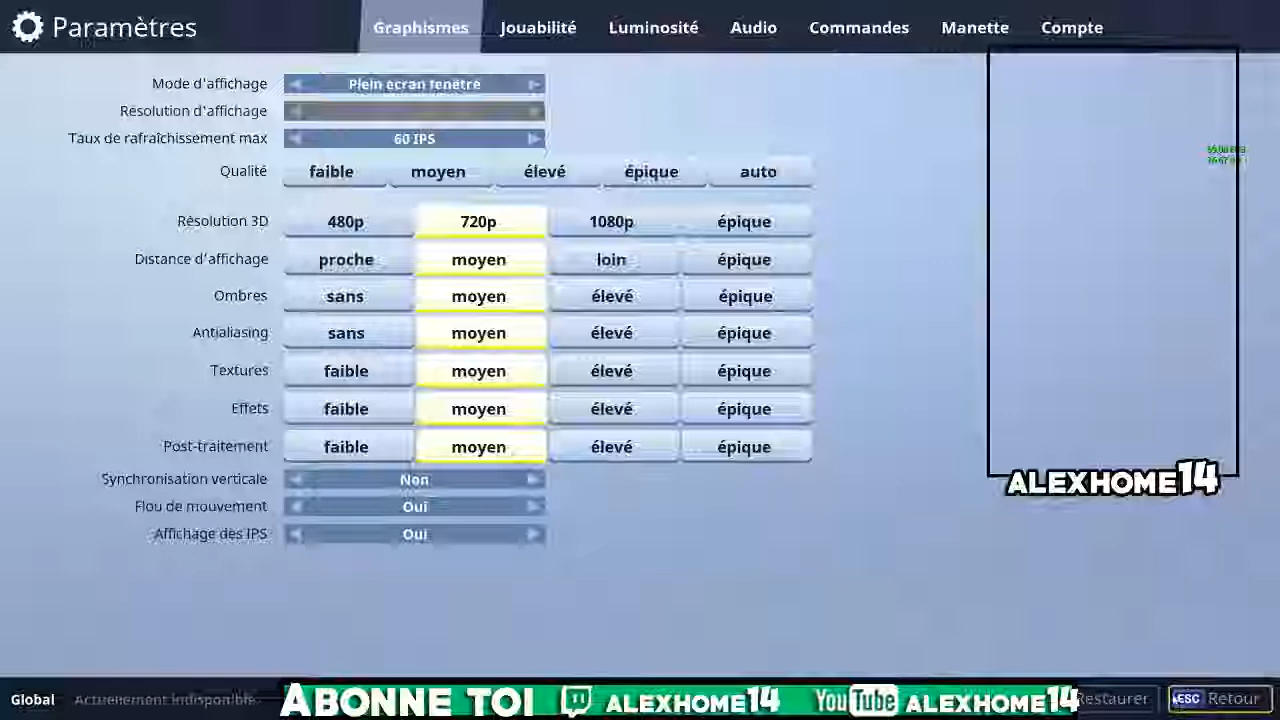 Paramètres Graphismes Jouabilité Luminosité Audio Commandes Manette Compte
Mode d'affichage Plein écran fenêtré
Résolution d'affichage
Taux de rafraîchissement max 60 IPS
Qualité faible moyen élevé épique auto
Résolution 3D 480p 720p 1080p épique
Distance d'affichage proche moyen loin épique
Ombres sans moyen élevé épique
Antialiasing sans moyen élevé épique
Textures faible moyen élevé épique
Effets faible moyen élevé épique
Post-traitement faible moyen élevé épique
Synchronisation verticale Non
Flou de mouvement Oui
Affichage des IPS Oui
ALEXHOME14
Global Actuellement indisponible. ABONNE TOI ALEXHOME14 YouTube ALEXHOME14 Restaurer ESC Retour